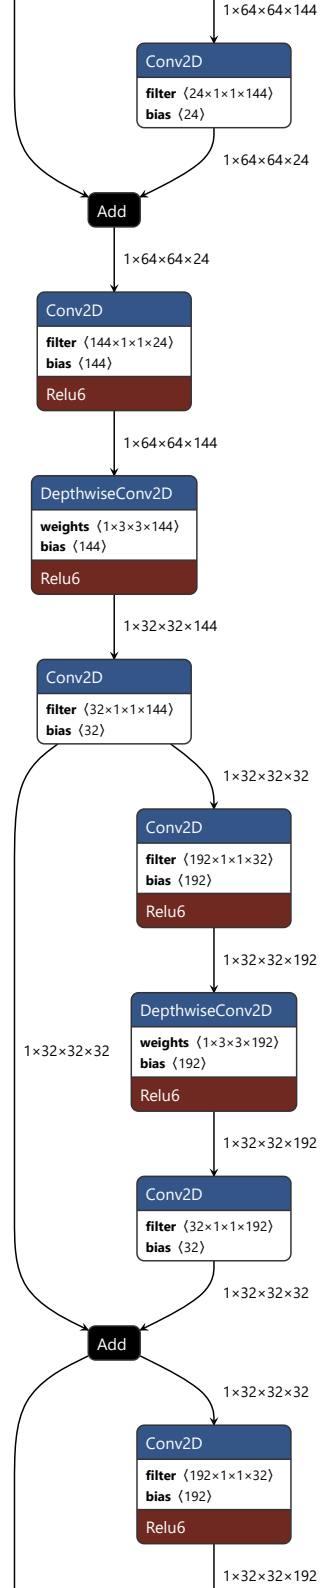 1×64×64×144
Conv2D
filter ⟨24×1×1×144⟩
bias ⟨24⟩
1×64×64×24
Add
1×64×64×24
Conv2D
filter ⟨144×1×1×24⟩
bias ⟨144⟩
Relu6
1×64×64×144
DepthwiseConv2D
weights ⟨1×3×3×144⟩
bias ⟨144⟩
Relu6
1×32×32×144
Conv2D
filter ⟨32×1×1×144⟩
bias ⟨32⟩
1×32×32×32
Conv2D
filter ⟨192×1×1×32⟩
bias ⟨192⟩
Relu6
1×32×32×192
DepthwiseConv2D
weights ⟨1×3×3×192⟩
1×32×32×32
bias ⟨192⟩
Relu6
1×32×32×192
Conv2D
filter ⟨32×1×1×192⟩
bias ⟨32⟩
1×32×32×32
Add
1×32×32×32
Conv2D
filter ⟨192×1×1×32⟩
bias ⟨192⟩
Relu6
1×32×32×192